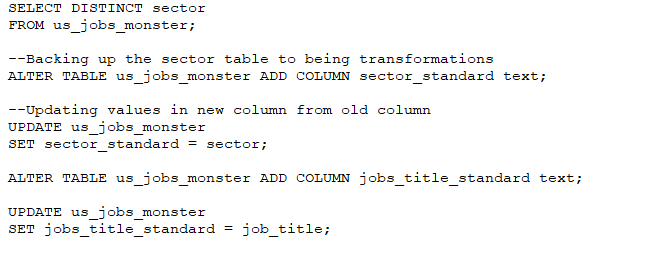 SELECT DISTINCT sector
FROM us_jobs_monster;
--Backing up the sector table to being transformations
ALTER TABLE us_jobs_monster ADD COLUMN sector_standard text;
--Updating values in new column from old column
UPDATE us_jobs_monster
SET sector_standard = sector;
ALTER TABLE us_jobs_monster ADD COLUMN jobs_title_standard text;
UPDATE us_jobs_monster
SET jobs_title_standard = job_title;